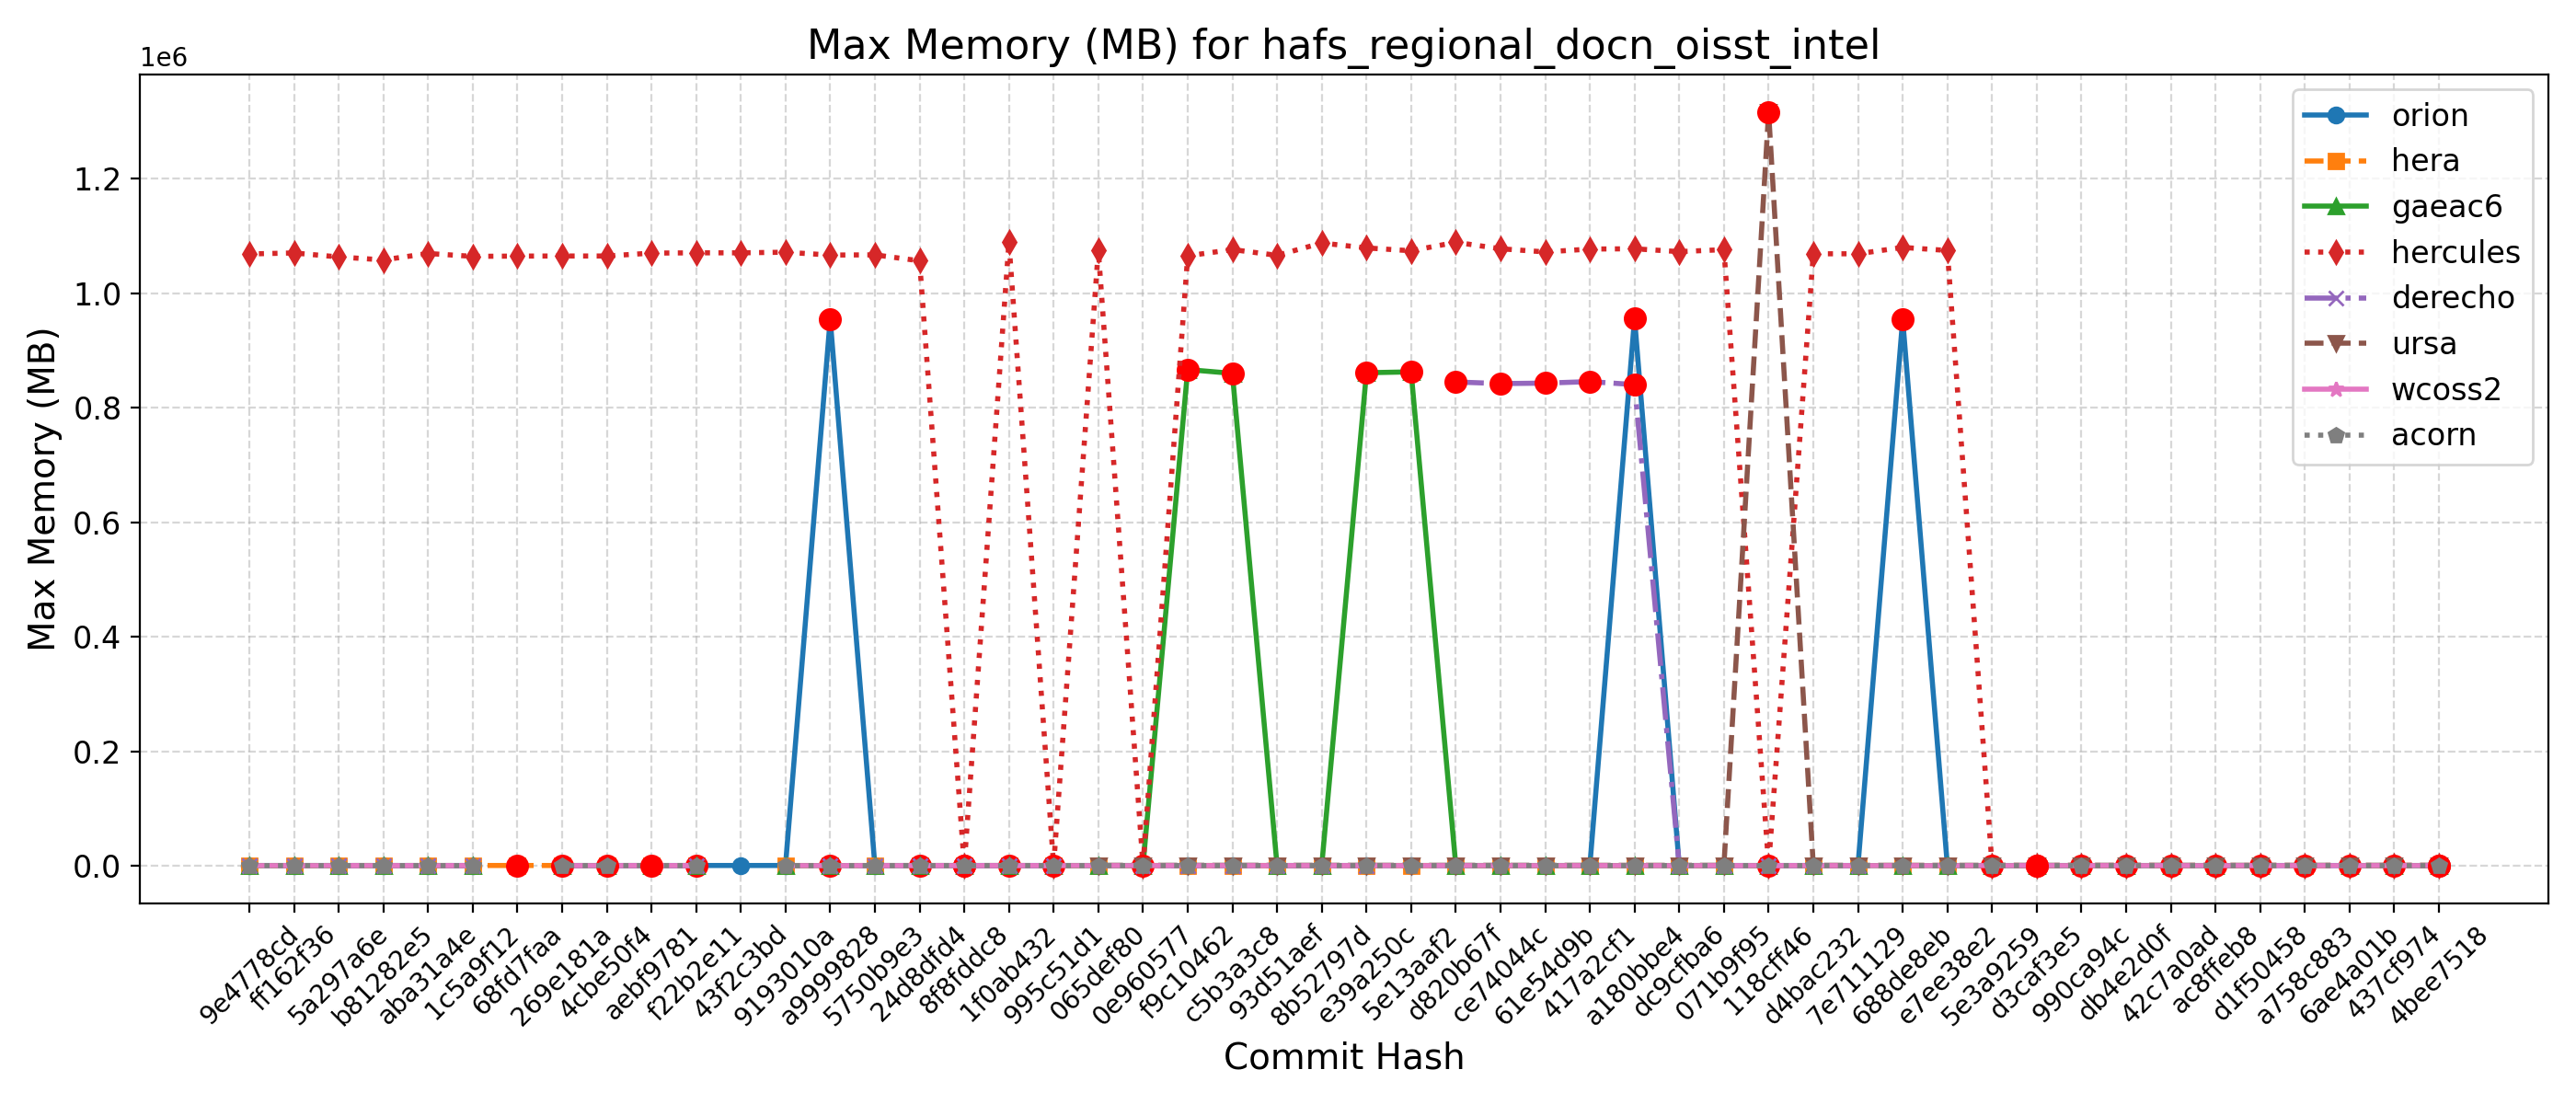 Max Memory (MB) for hafs_regional_docn_oisst_intel
1e6
1.2
1.0
0.8
0.6
0.4
0.2
0.0
Max Memory (MB)
orion
hera
gaeac6
hercules
derecho
ursa
wcoss2
acorn
9e4778cd
ff162f36
5a297a6e
b81282e5
aba31a4e
1c5a9f12
68fd7faa
269e181a
4cbe50f4
aebf9781
f22b2e11
43f2c3bd
9193010a
a9999828
5750b9e3
24d8dfd4
8f8fddc8
1f0ab432
995c51d1
065def80
0e960577
f9c10462
c5b3a3c8
93d51aef
8b52797d
e39a250c
5e13aaf2
d820b67f
ce74044c
61e54d9b
417a2cf1
a180bbe4
dc9cfba6
071b9f95
118cff46
d4bac232
7e711129
688de8eb
e7ee38e2
5e3a9259
d3caf3e5
990ca94c
db4e2d0f
42c7a0ad
ac8ffeb8
d1f50458
a758c883
6ae4a01b
437cf974
4bee7518
Commit Hash